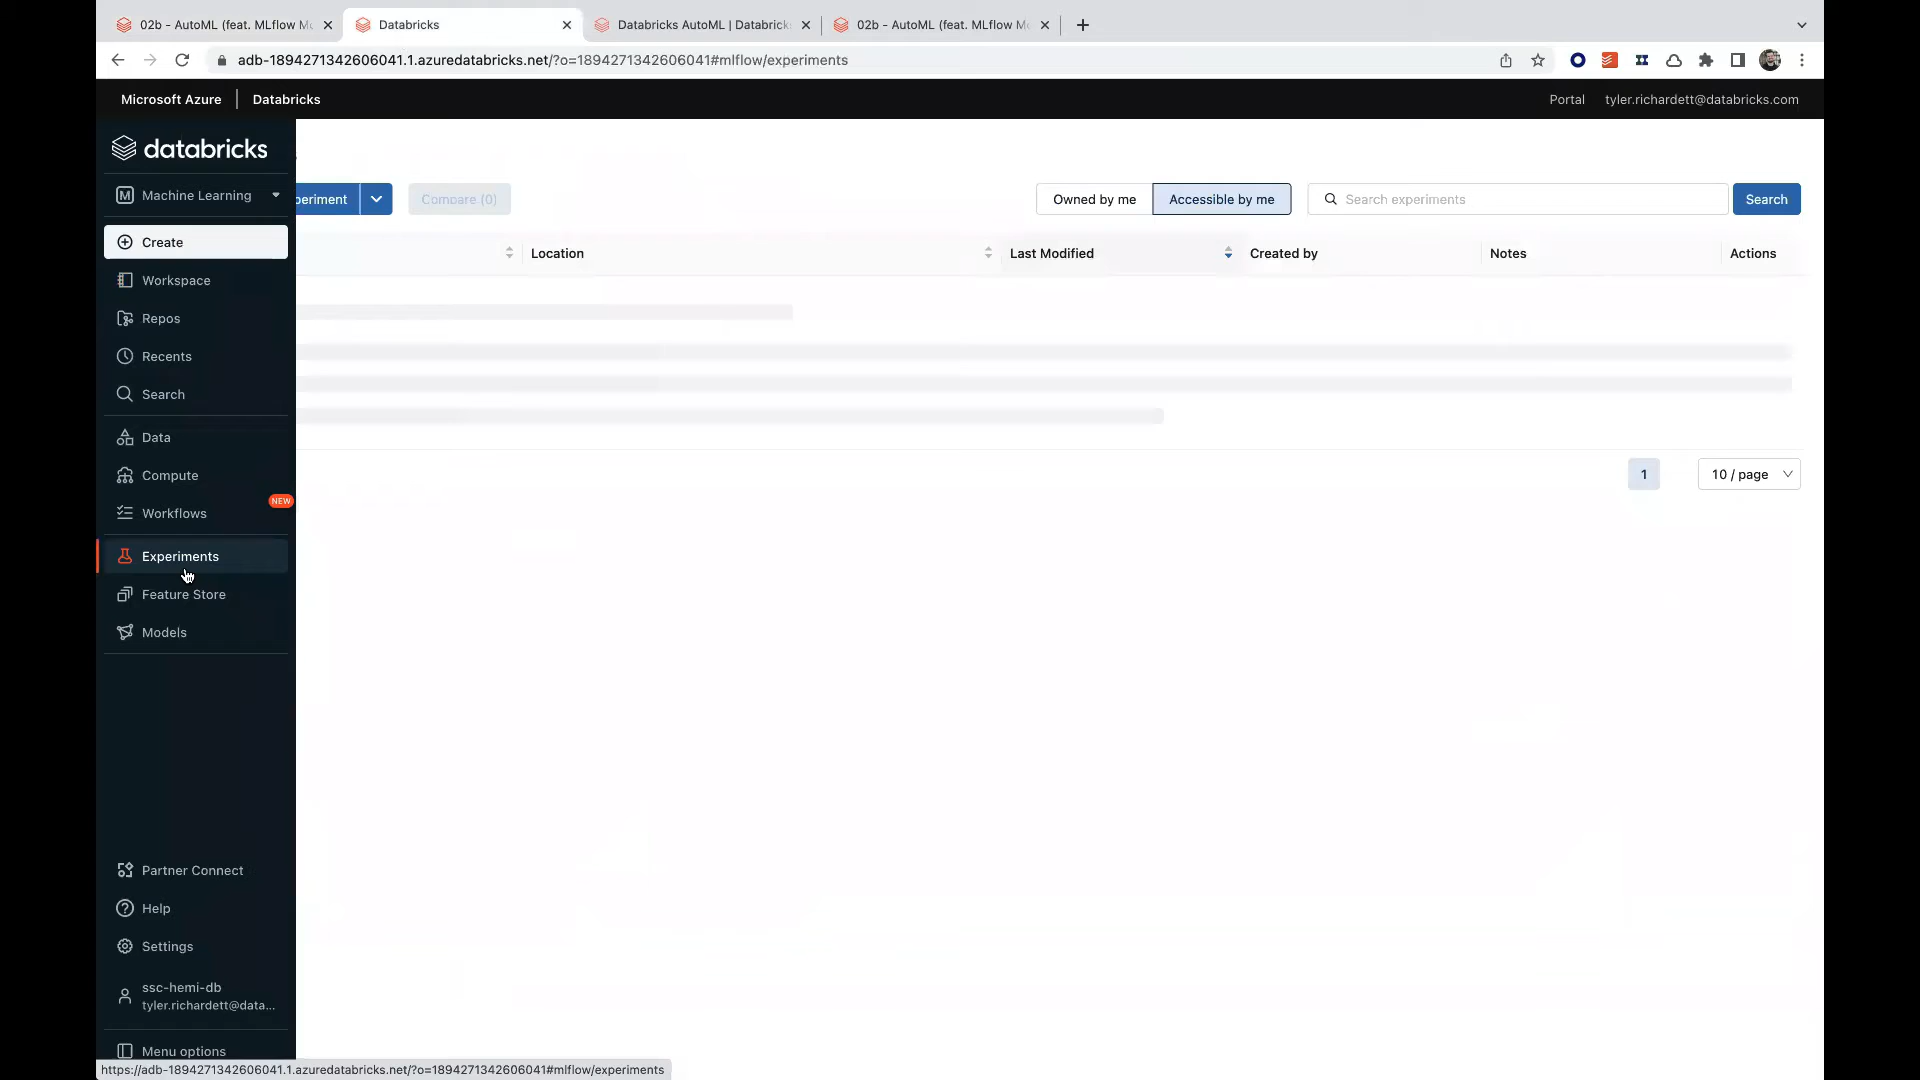 02b - AutoML (feat. MLflow Mo
Databricks
Databricks AutoML | Databricks
02b - AutoML (feat. MLflow Mo
adb-1894271342606041.1.azuredatabricks.net/?o=1894271342606041#mlflow/experiments
Microsoft Azure
Databricks
Portal
tyler.richardett@databricks.com
databricks
M Machine Learning
Create
Workspace
Repos
Recents
Search
Data
Compute
NEW
Workflows
Experiments
Feature Store
Models
Partner Connect
Help
Settings
ssc-hemi-db
tyler.richardett@data...
Menu options
https://adb-1894271342606041.1.azuredatabricks.net/?o=1894271342606041#mlflow/experiments
periment
Compare (0)
Owned by me
Accessible by me
Search experiments
Search
Location
Last Modified
Created by
Notes
Actions
1
10 / page